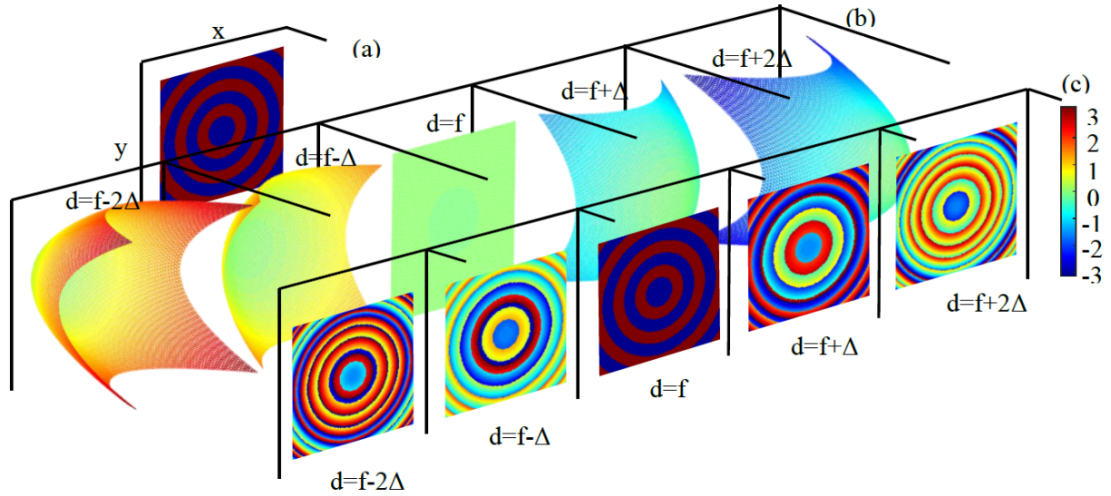 x
(a)
(b)
d=f+2Δ
d=f+Δ
(c)
d=f
y
d=f-Δ
d=f-2Δ
3
2
1
0
-1
-2
-3
d=f+2Δ
d=f+Δ
d=f
d=f-Δ
d=f-2Δ